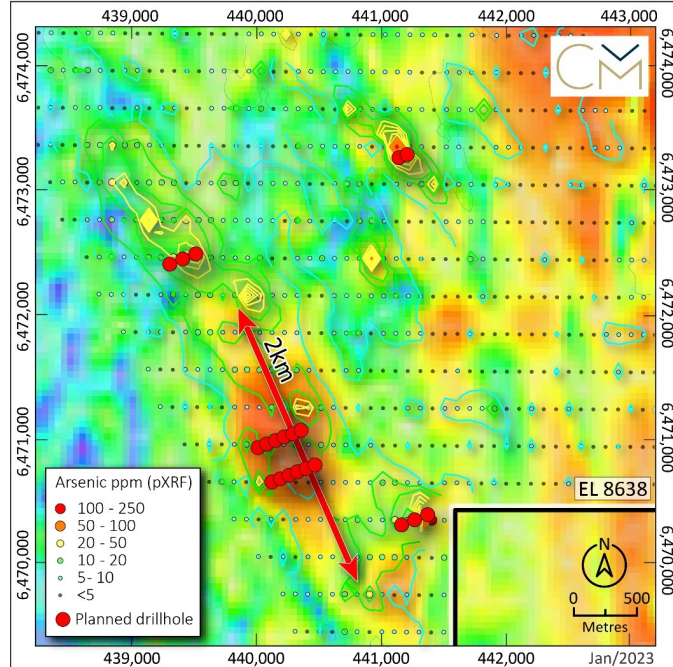 439,000 440,000 441,000 442,000 443,000
6,474,000
6,474,000
CM
6,473,000
6,473,000
6,472,000
6,472,000
2km
6,471,000
6,471,000
Arsenic ppm (pXRF)
100 - 250
50 - 100
20 - 50
10 - 20
5- 10
<5
Planned drillhole
EL 8638
6,470,000
6,470,000
N
0 500
Metres
439,000 440,000 441,000 442,000 Jan/2023